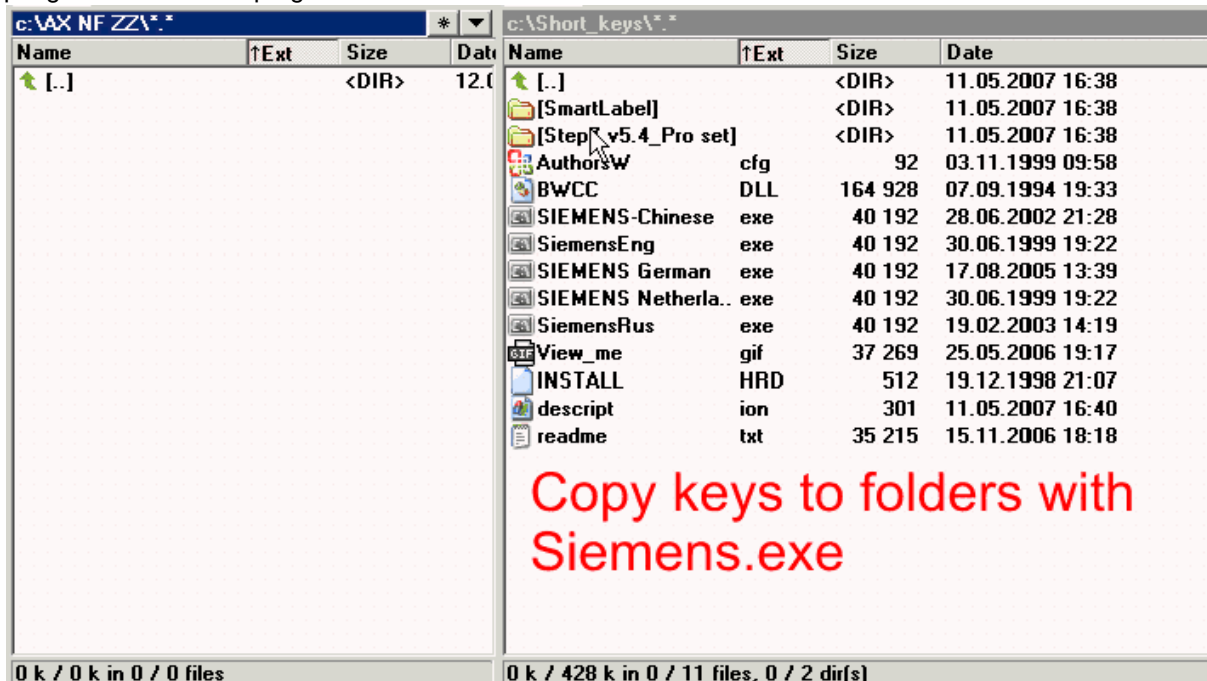 c:\AX NF ZZ\*.* * c:\Short_keys\*.*
Name ↑Ext Size Date Name ↑Ext Size Date
[..] <DIR> [..] <DIR> 11.05.2007 16:38
[SmartLabel] <DIR> 11.05.2007 16:38
v5.4_Pro set] <DIR> 11.05.2007 16:38
AuthorsW cfg 92 03.11.1999 09:58
BWCC DLL 164 928 07.09.1994 19:33
SIEMENS-Chinese exe 40 192 28.06.2002 21:28
SiemensEng exe 40 192 30.06.1999 19:22
SIEMENS German exe 40 192 17.08.2005 13:39
SIEMENS Netherla.. exe 40 192 30.06.1999 19:22
SiemensRus exe 40 192 19.02.2003 14:19
View_me gif 37 269 25.05.2006 19:17
INSTALL HRD 512 19.12.1998 21:07
descript ion 301 11.05.2007 16:40
readme txt 35 215 15.11.2006 18:18
Copy keys to folders with
Siemens.exe
0 k / 0 k in 0 / 0 files 0 k / 428 k in 0 / 11 files, 0 / 2 dir(s)